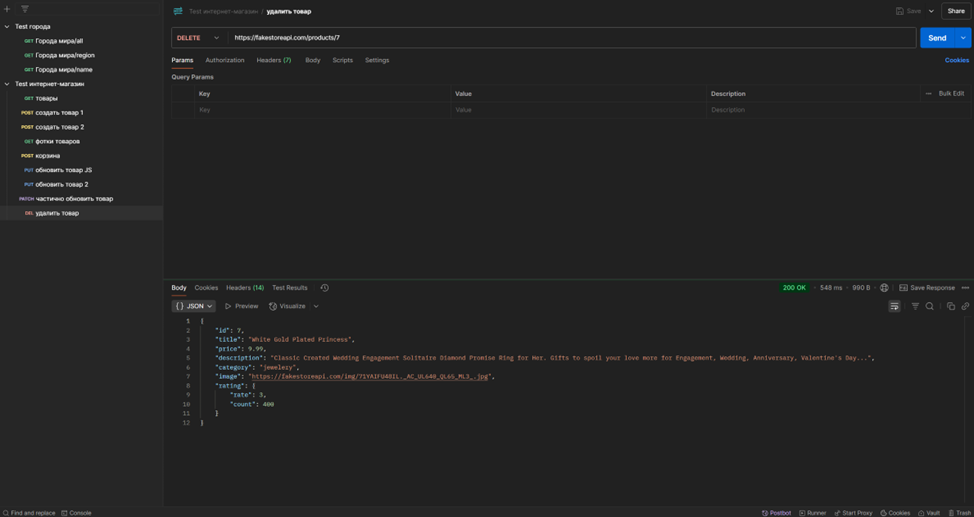 Test интернет-магазин / удалить товар
Save
Share
Test города
GET Города мира/all
GET Города мира/region
GET Города мира/name
Test интернет-магазин
GET товары
POST создать товар 1
POST создать товар 2
GET фотки товаров
POST корзина
PUT обновить товар JS
PUT обновить товар 2
PATCH частично обновить товар
DEL удалить товар
DELETE https://fakestoreapi.com/products/7 Send
Params Authorization Headers (7) Body Scripts Settings Cookies
Query Params
Key Value Description ··· Bulk Edit
Key Value Description
Body Cookies Headers (14) Test Results 200 OK · 548 ms · 990 B · Save Response ···
{ } JSON Preview Visualize
1 {
2 "id": 7,
3 "title": "White Gold Plated Princess",
4 "price": 9.99,
5 "description": "Classic Created Wedding Engagement Solitaire Diamond Promise Ring for Her. Gifts to spoil your love more for Engagement, Wedding, Anniversary, Valentine's Day...",
6 "category": "jewelery",
7 "image": "https://fakestoreapi.com/img/71YAIFU48IL._AC_UL640_QL65_ML3_.jpg",
8 "rating": {
9 "rate": 3,
10 "count": 400
11 }
12 }
Find and replace Console Postbot Runner Start Proxy Cookies Vault Trash